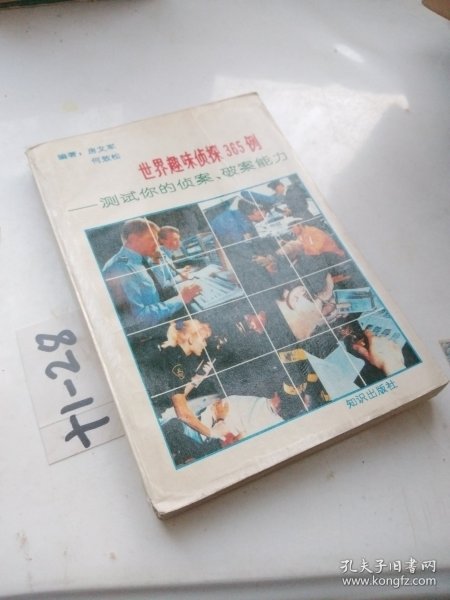 编著：唐文军
何敦松
世界趣味侦探365例
——测试你的侦案、破案能力
知识出版社
H-28
孔夫子旧书网
www.kongfz.com